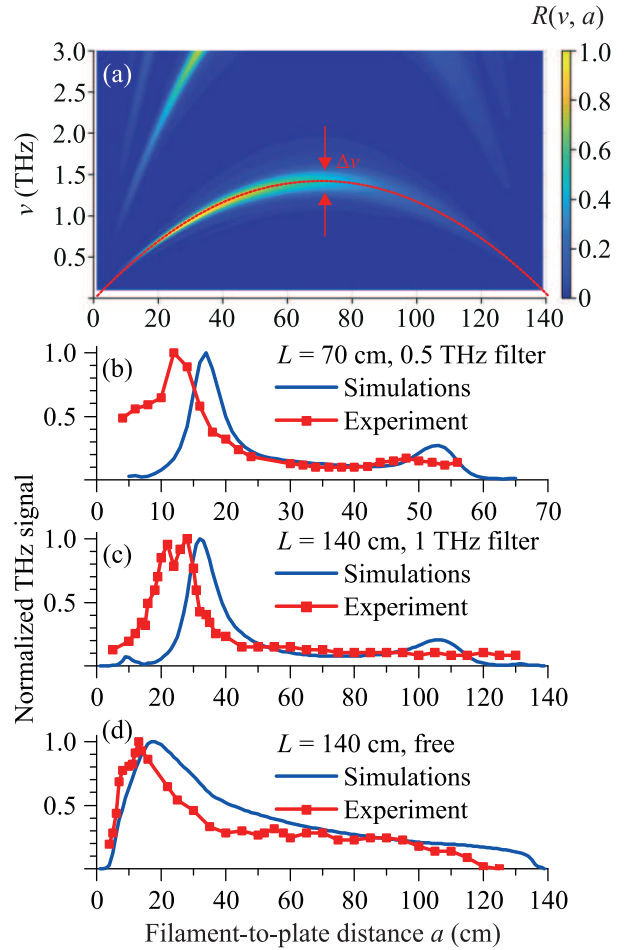 R(ν, a)
(a)
3.0
2.5
2.0
1.5
1.0
0.5
ν (THz)
Δν
1.0
0.8
0.6
0.4
0.2
0
0 20 40 60 80 100 120 140
(b)
1.0
0.5
L = 70 cm, 0.5 THz filter
Simulations
Experiment
0 10 20 30 40 50 60 70
(c)
1.0
0.5
L = 140 cm, 1 THz filter
Simulations
Experiment
0 20 40 60 80 100 120 140
(d)
1.0
0.5
L = 140 cm, free
Simulations
Experiment
0 20 40 60 80 100 120 140
Normalized THz signal
Filament-to-plate distance a (cm)